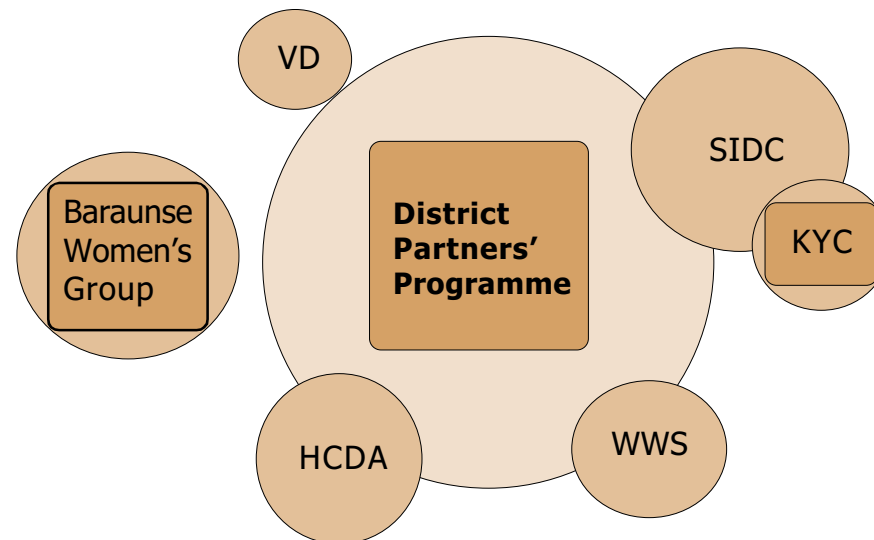 VD
SIDC
Baraunse
Women’s
Group
District
Partners’
Programme
KYC
HCDA
WWS